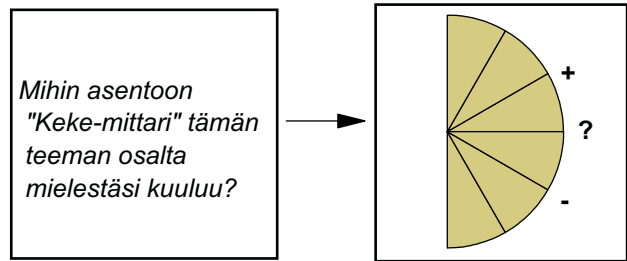 Mihin asentoon
"Keke-mittari" tämän
teeman osalta
mielestäsi kuuluu?
+
?
-